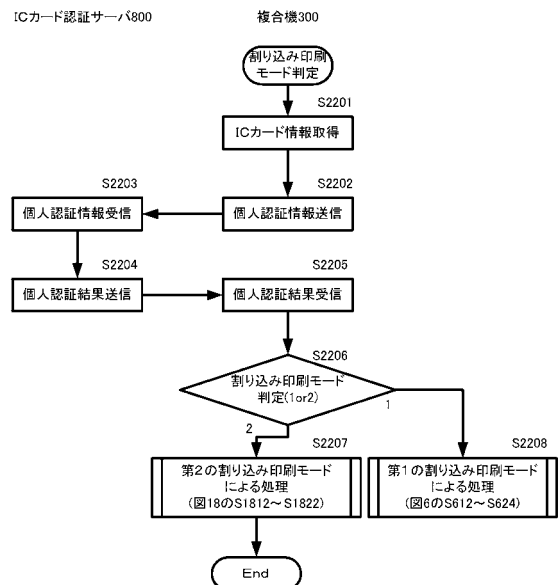 ICカード認証サーバ800
複合機300
割り込み印刷
モード判定
S2201
ICカード情報取得
S2203
S2202
個人認証情報受信
個人認証情報送信
S2204
S2205
個人認証結果送信
個人認証結果受信
S2206
割り込み印刷モード
判定(1or2)
1
2
S2207
S2208
第2の割り込み印刷モード
による処理
(図18のS1812~S1822)
第1の割り込み印刷モード
による処理
(図6のS612~S624)
End